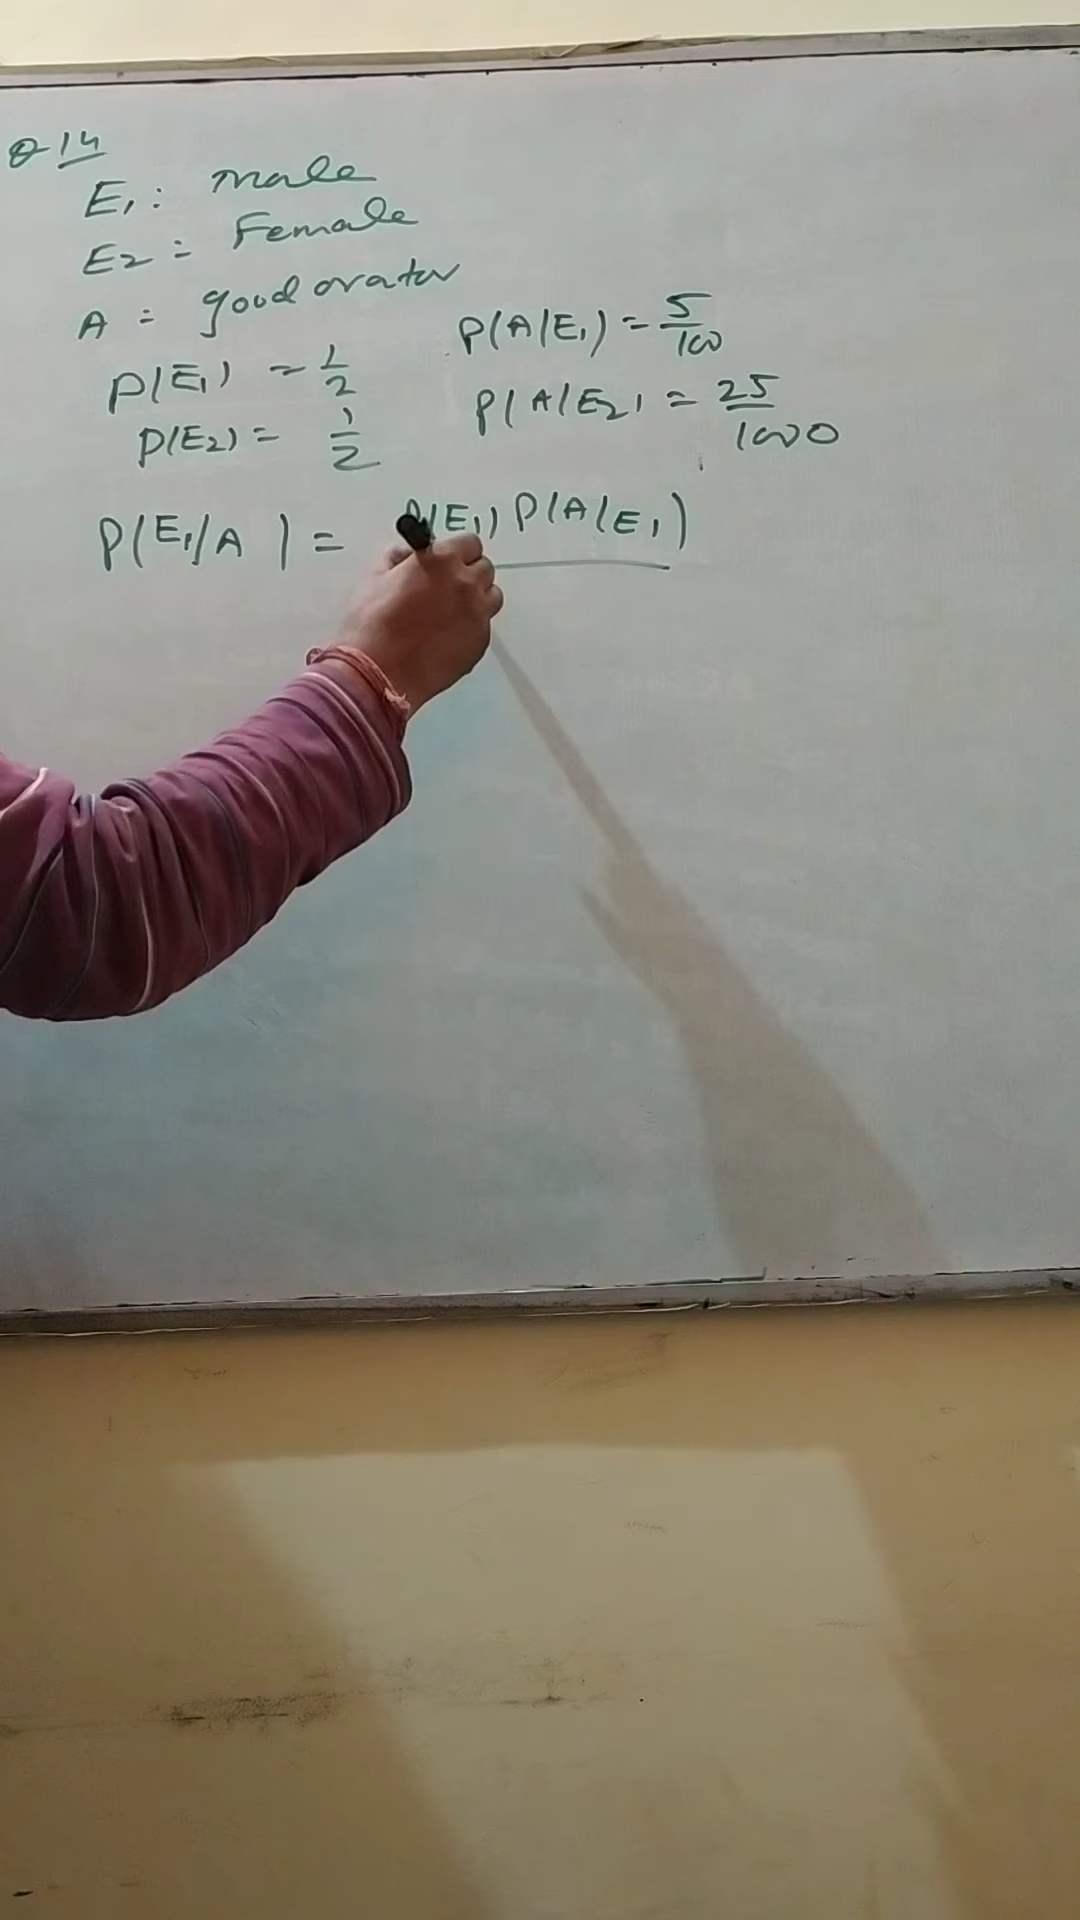 Q 14
E₁: male
E2 = Female
A = good orator
P(E₁) = 1/2
P(E2) = 1/2
P(A/E₁) = 5/100
P(A/E2) = 25/1000
P(E₁/A) = P(E₁) P(A/E₁)